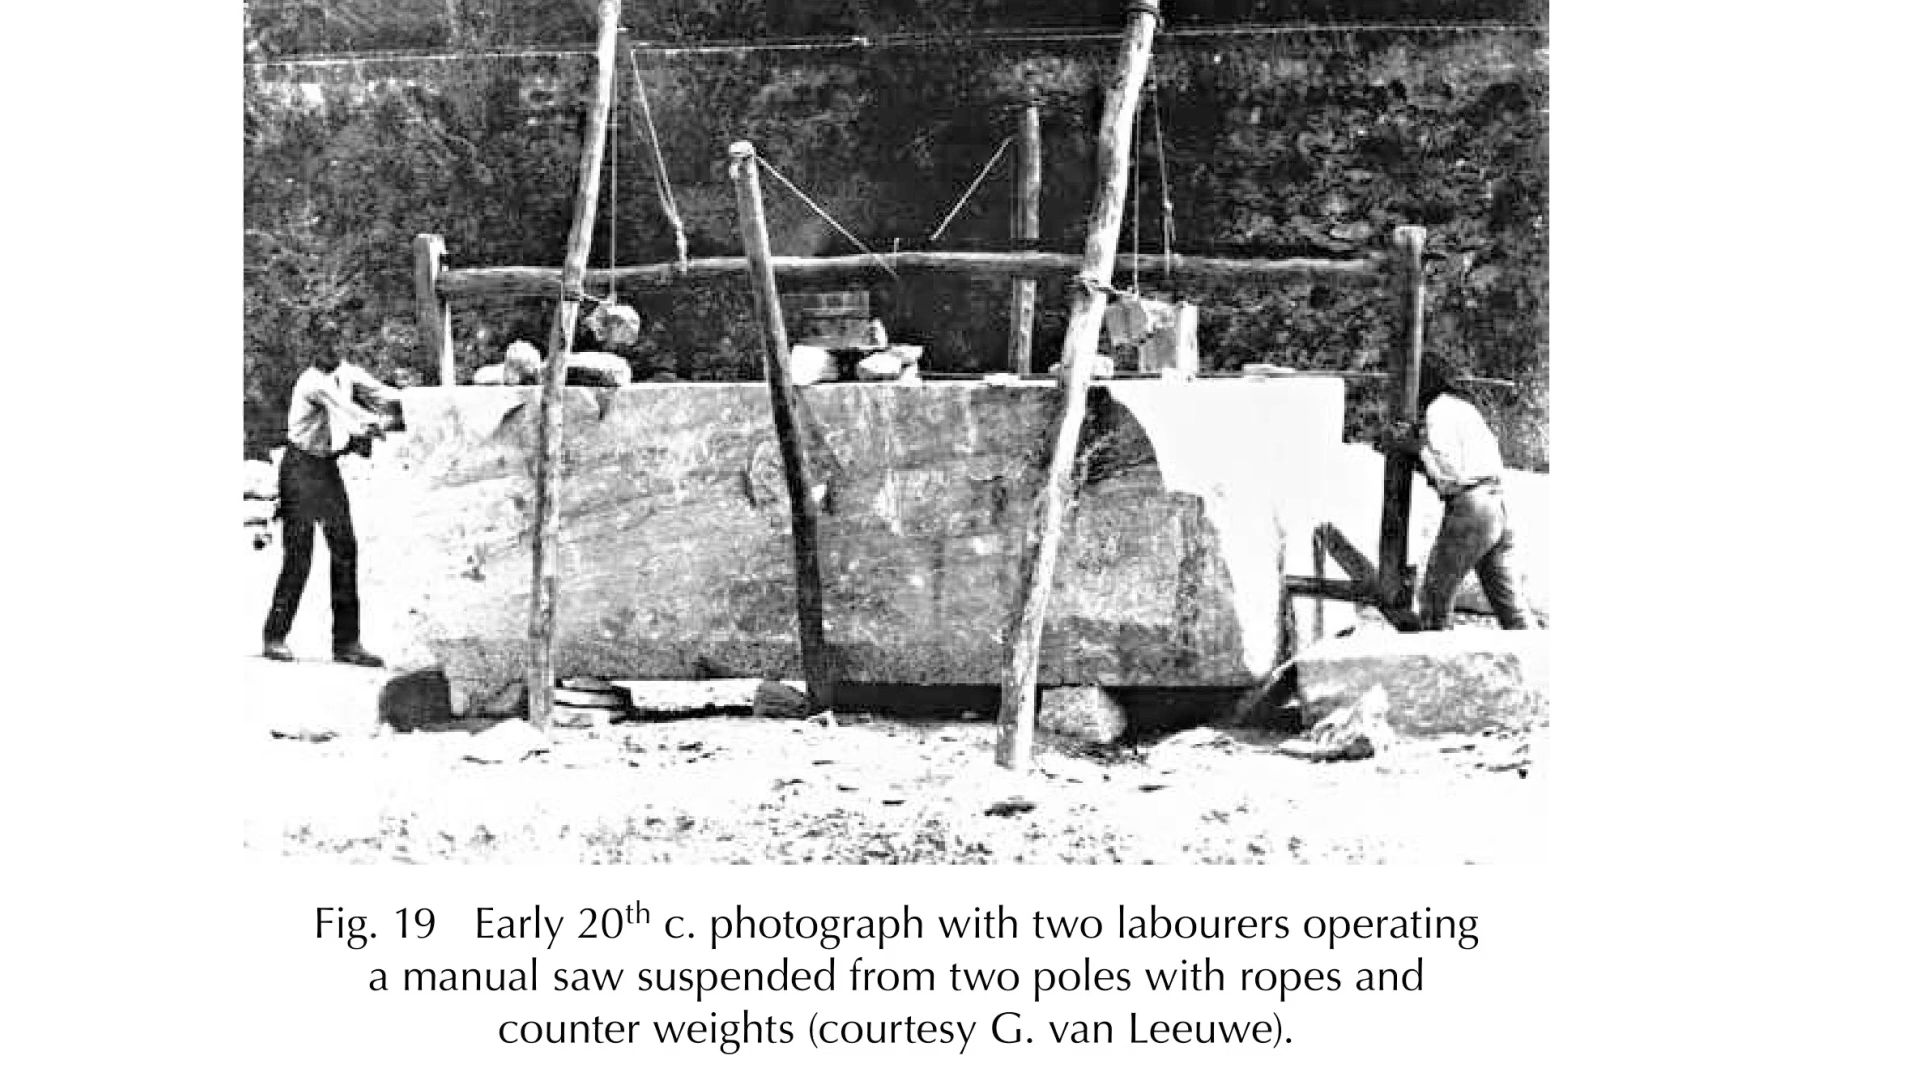 Fig. 19 Early 20th c. photograph with two labourers operating
a manual saw suspended from two poles with ropes and
counter weights (courtesy G. van Leeuwe).